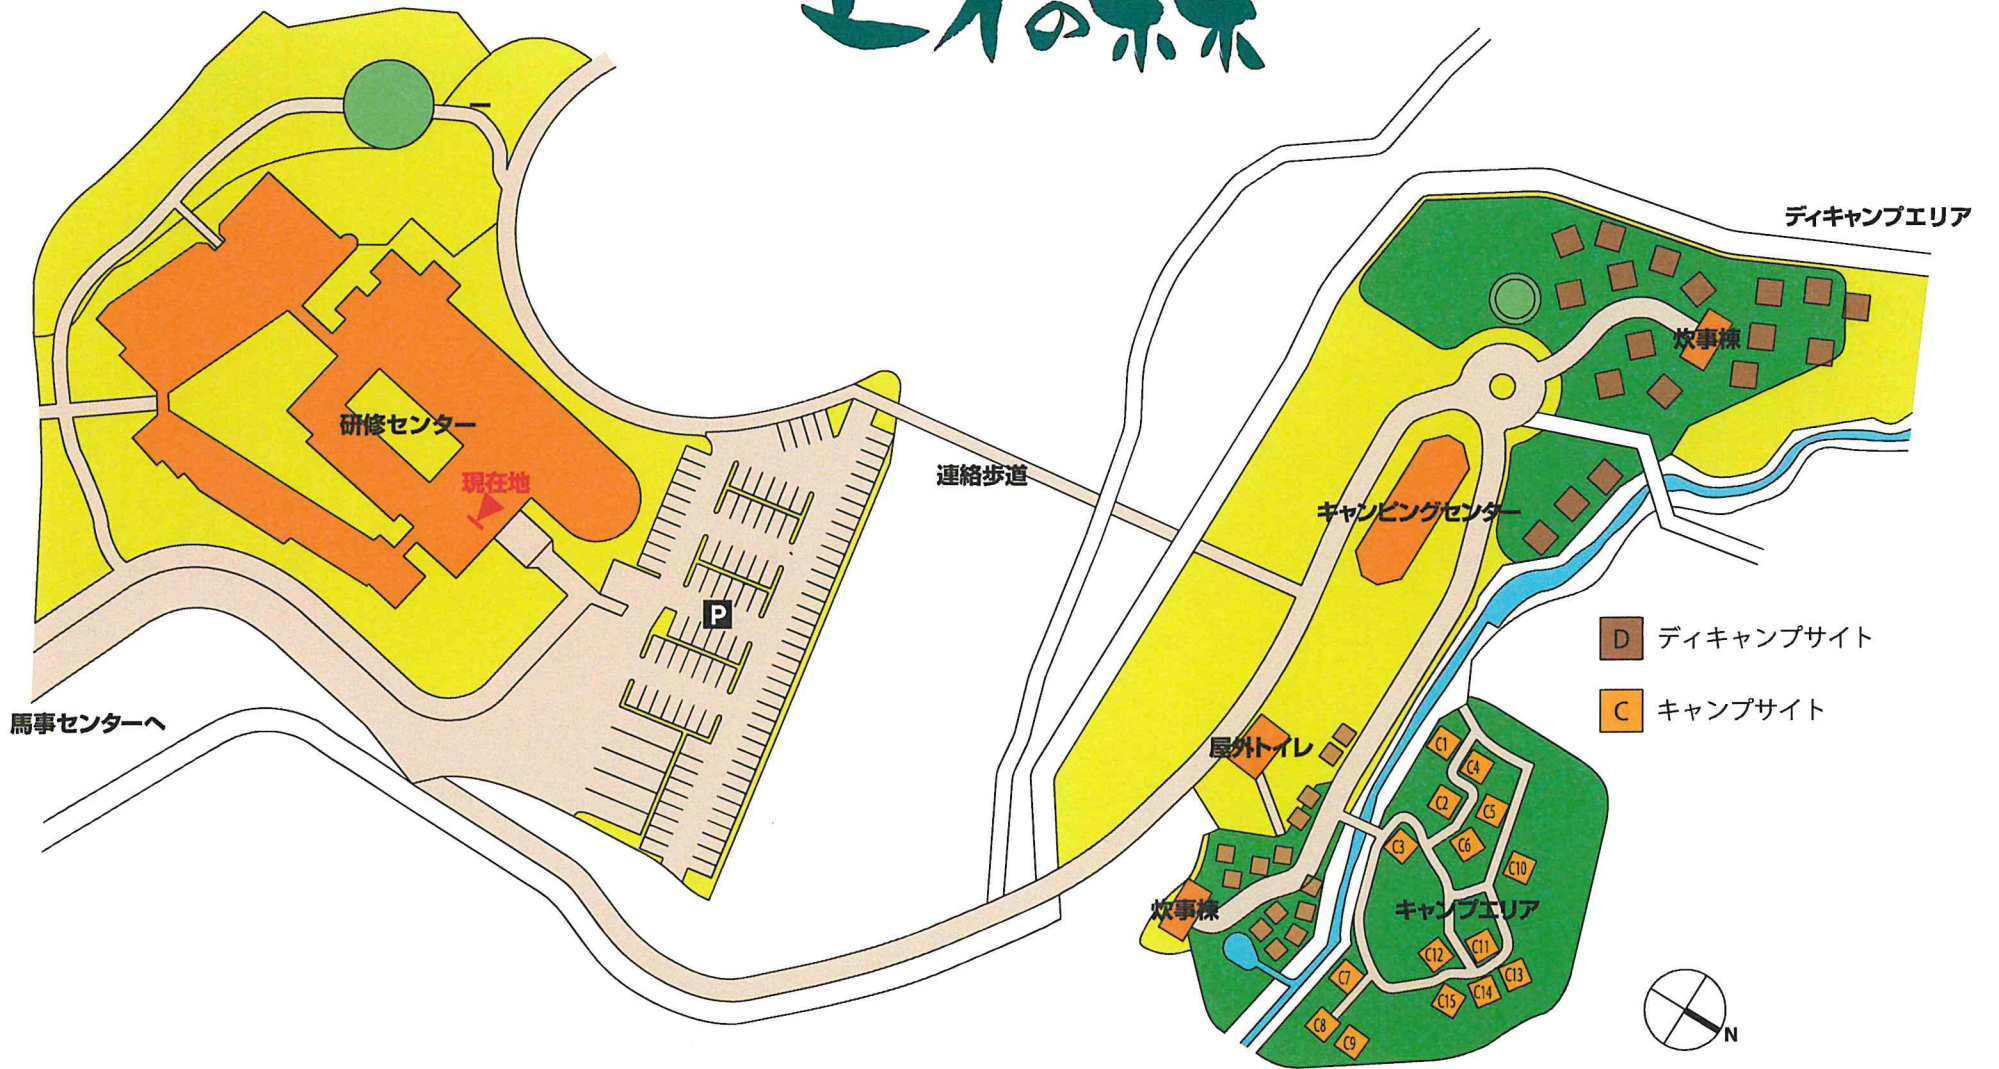 の森
ディキャンプエリア
炊事棟
研修センター
現在地
連絡歩道
キャンピングセンター
P
D ディキャンプサイト
C キャンプサイト
馬事センターへ
屋外トイレ
C1
C4
C2
C5
C3
C6
C10
炊事棟
キャンプエリア
C12
C11
C7
C13
C15
C14
C8
C9
N